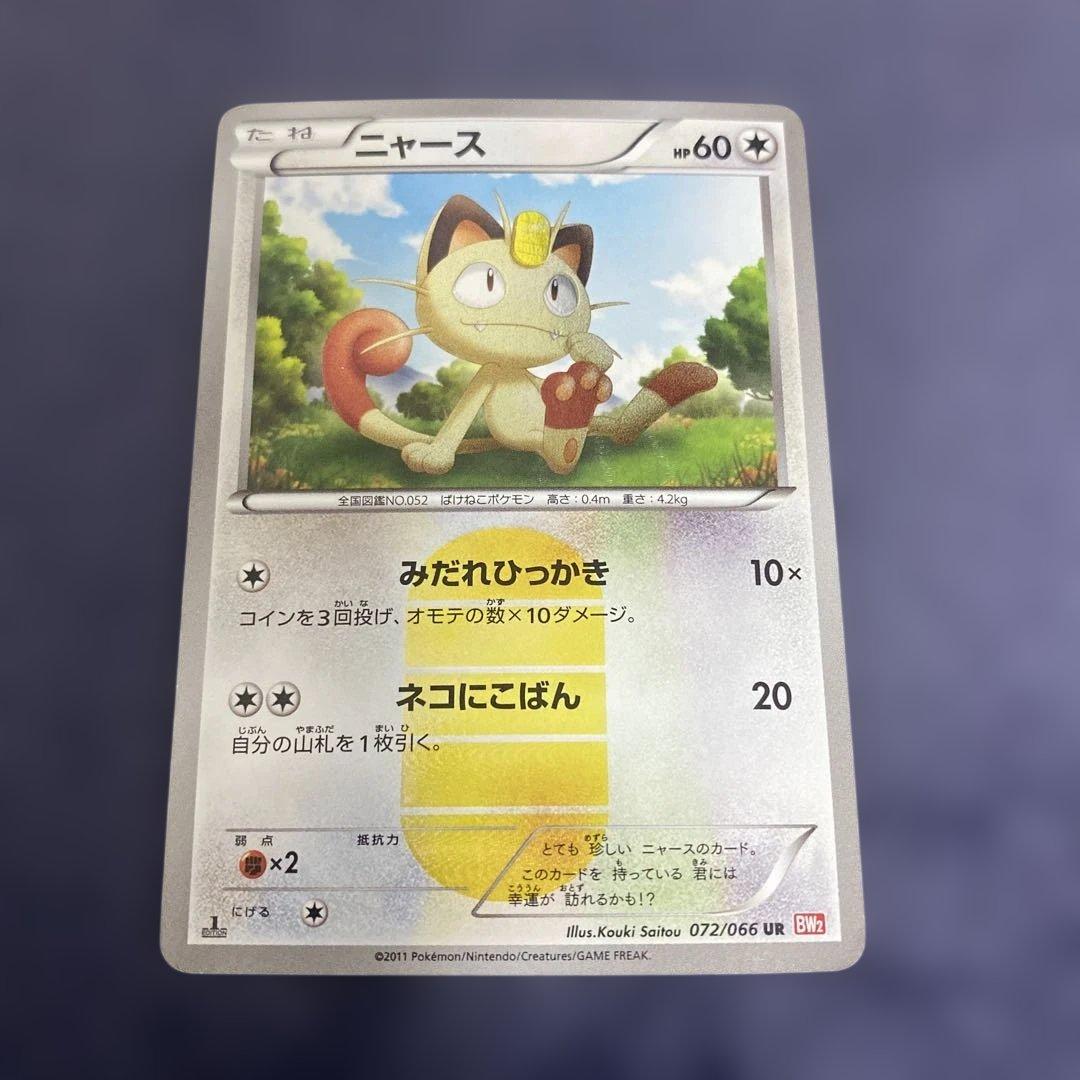 たね ニャース HP60
全国図鑑NO.052 ばけねこポケモン 高さ:0.4m 重さ:4.2kg
みだれひっかき 10×
コインを3回投げ、オモテの数×10ダメージ。
ネコにこばん 20
自分の山札を1枚引く。
弱点 抵抗力
×2
にげる
とても 珍しい ニャースのカード。
このカードを 持っている 君には
幸運が 訪れるかも!?
1 EDITION
Illus.Kouki Saitou 072/066 UR BW2
©2011 Pokémon/Nintendo/Creatures/GAME FREAK.